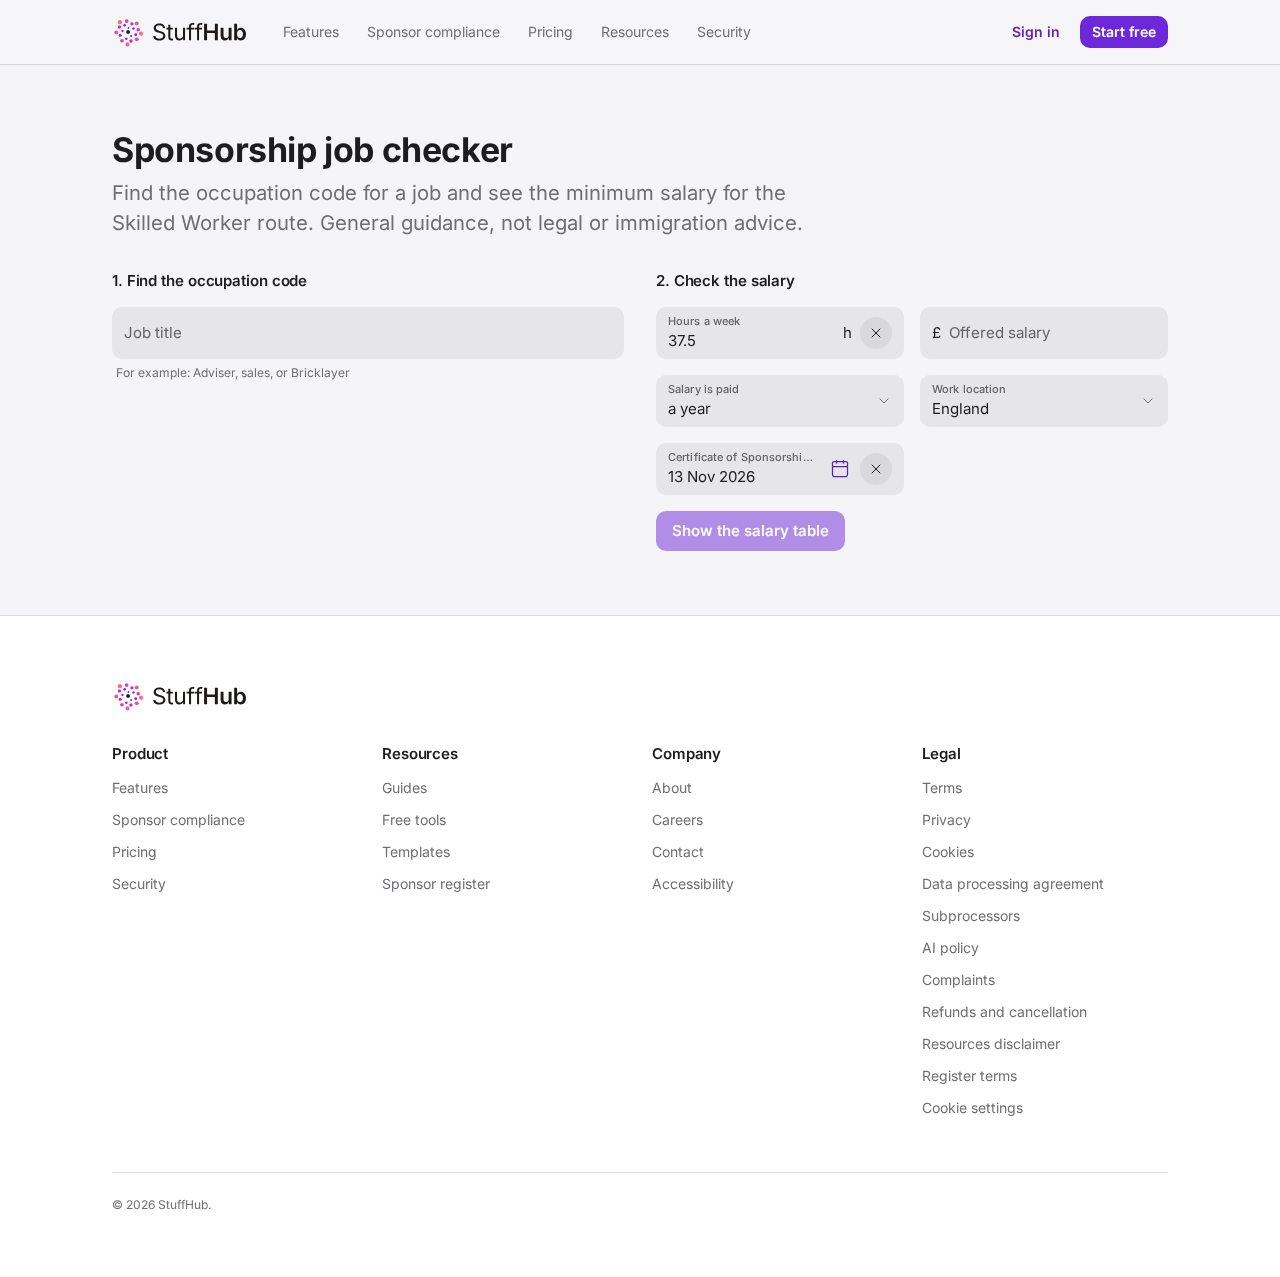 StuffHub
Features
Sponsor compliance
Pricing
Resources
Security
Sign in
Start free
Sponsorship job checker
Find the occupation code for a job and see the minimum salary for the
Skilled Worker route. General guidance, not legal or immigration advice.
1. Find the occupation code
Job title
For example: Adviser, sales, or Bricklayer
2. Check the salary
Hours a week
37.5
h
£ Offered salary
Salary is paid
a year
Work location
England
Certificate of Sponsorshi...
13 Nov 2026
Show the salary table
StuffHub
Product
Features
Sponsor compliance
Pricing
Security
Resources
Guides
Free tools
Templates
Sponsor register
Company
About
Careers
Contact
Accessibility
Legal
Terms
Privacy
Cookies
Data processing agreement
Subprocessors
AI policy
Complaints
Refunds and cancellation
Resources disclaimer
Register terms
Cookie settings
© 2026 StuffHub.